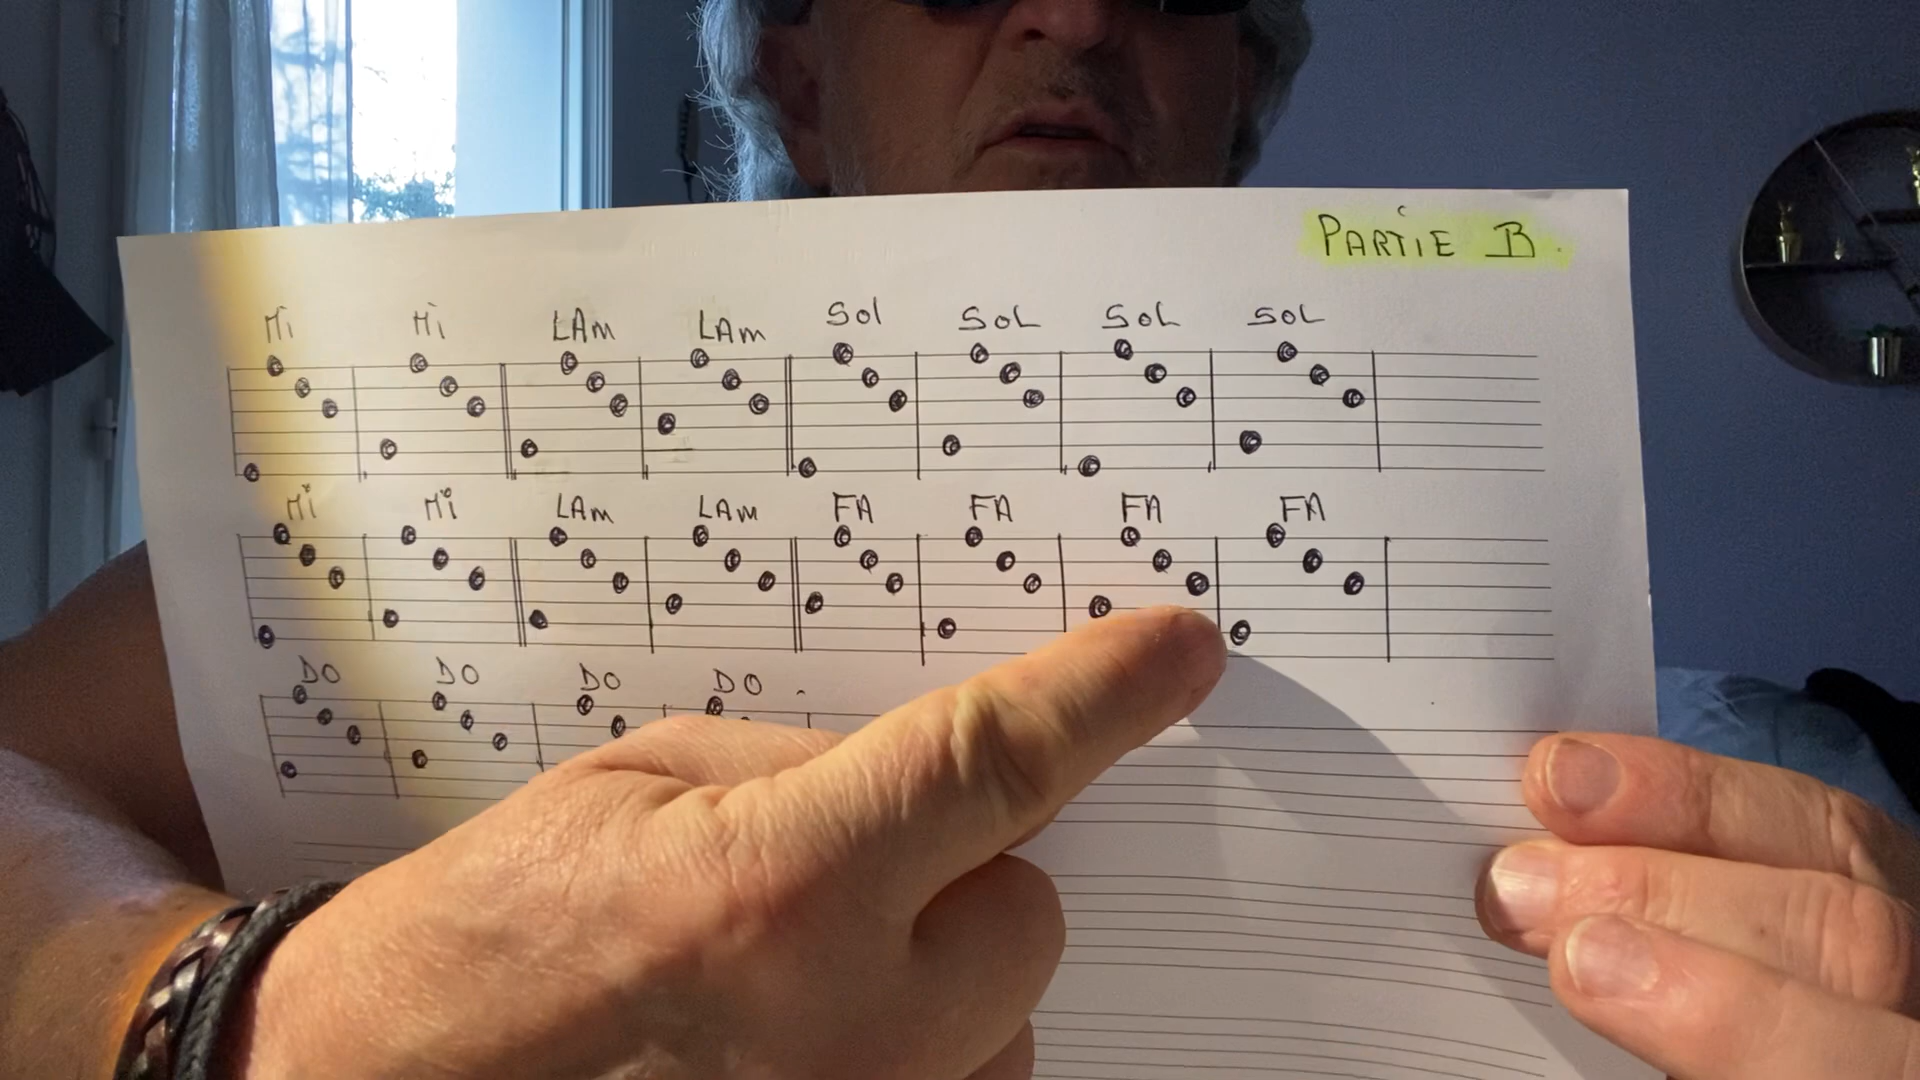 PARTIE B.
Mi Mi LAm LAm Sol SoL SoL SoL
Mi Mi LAm LAm FA FA FA FA
DO DO DO DO